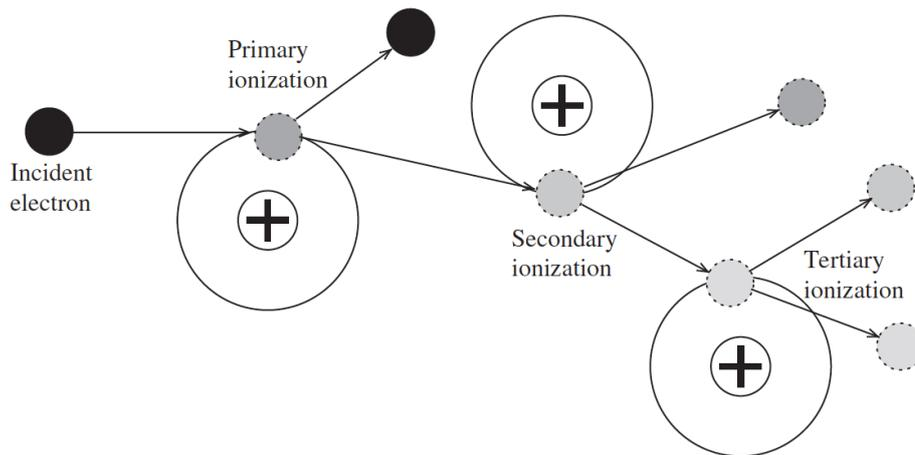 Primary
ionization
Incident
electron
Secondary
ionization
Tertiary
ionization